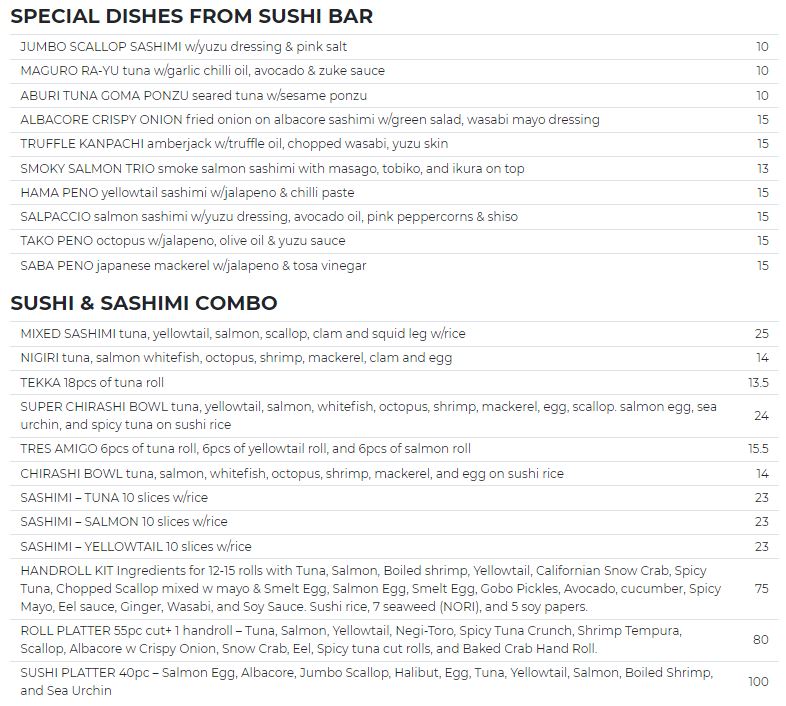 SPECIAL DISHES FROM SUSHI BAR
JUMBO SCALLOP SASHIMI w/yuzu dressing & pink salt 10
MAGURO RA-YU tuna w/garlic chilli oil, avocado & zuke sauce 10
ABURI TUNA GOMA PONZU seared tuna w/sesame ponzu 10
ALBACORE CRISPY ONION fried onion on albacore sashimi w/green salad, wasabi mayo dressing 15
TRUFFLE KANPACHI amberjack w/truffle oil, chopped wasabi, yuzu skin 15
SMOKY SALMON TRIO smoke salmon sashimi with masago, tobiko, and ikura on top 13
HAMA PENO yellowtail sashimi w/jalapeno & chilli paste 15
SALPACCIO salmon sashimi w/yuzu dressing, avocado oil, pink peppercorns & shiso 15
TAKO PENO octopus w/jalapeno, olive oil & yuzu sauce 15
SABA PENO japanese mackerel w/jalapeno & tosa vinegar 15
SUSHI & SASHIMI COMBO
MIXED SASHIMI tuna, yellowtail, salmon, scallop, clam and squid leg w/rice 25
NIGIRI tuna, salmon whitefish, octopus, shrimp, mackerel, clam and egg 14
TEKKA 18pcs of tuna roll 13.5
SUPER CHIRASHI BOWL tuna, yellowtail, salmon, whitefish, octopus, shrimp, mackerel, egg, scallop. salmon egg, sea
urchin, and spicy tuna on sushi rice 24
TRES AMIGO 6pcs of tuna roll, 6pcs of yellowtail roll, and 6pcs of salmon roll 15.5
CHIRASHI BOWL tuna, salmon, whitefish, octopus, shrimp, mackerel, and egg on sushi rice 14
SASHIMI – TUNA 10 slices w/rice 23
SASHIMI – SALMON 10 slices w/rice 23
SASHIMI – YELLOWTAIL 10 slices w/rice 23
HANDROLL KIT Ingredients for 12-15 rolls with Tuna, Salmon, Boiled shrimp, Yellowtail, Californian Snow Crab, Spicy
Tuna, Chopped Scallop mixed w mayo & Smelt Egg, Salmon Egg, Smelt Egg, Gobo Pickles, Avocado, cucumber, Spicy 75
Mayo, Eel sauce, Ginger, Wasabi, and Soy Sauce. Sushi rice, 7 seaweed (NORI), and 5 soy papers.
ROLL PLATTER 55pc cut+ 1 handroll – Tuna, Salmon, Yellowtail, Negi-Toro, Spicy Tuna Crunch, Shrimp Tempura,
Scallop, Albacore w Crispy Onion, Snow Crab, Eel, Spicy tuna cut rolls, and Baked Crab Hand Roll. 80
SUSHI PLATTER 40pc – Salmon Egg, Albacore, Jumbo Scallop, Halibut, Egg, Tuna, Yellowtail, Salmon, Boiled Shrimp,
and Sea Urchin 100